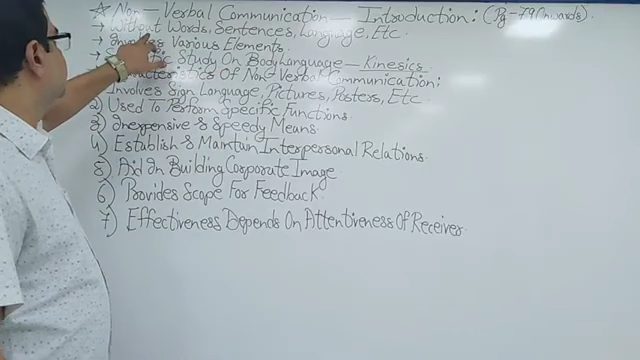 ☆ Non - Verbal Communication - Introduction: (Pg-79 Onwards).
→ Without Words, Sentences, Language, Etc.
→ Involves Various Elements.
→ Study On Body Language - Kinesics.
Characteristics Of Non-Verbal Communication:
Involves Sign Language, Pictures, Posters, Etc.
2) Used To Perform Specific Functions.
3) Inexpensive & Speedy Means.
4) Establish & Maintain Interpersonal Relations.
5) Aid In Building Corporate Image
6) Provides Scope For Feedback.
7) Effectiveness Depends On Attentiveness Of Receiver